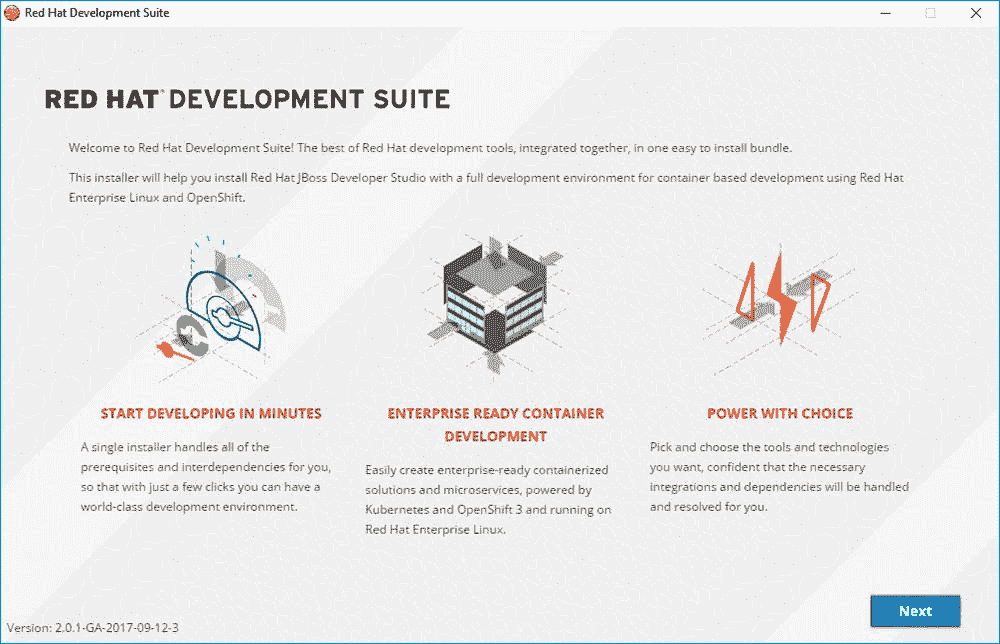 Red Hat Development Suite
RED HAT® DEVELOPMENT SUITE
Welcome to Red Hat Development Suite! The best of Red Hat development tools, integrated together, in one easy to install bundle.
This installer will help you install Red Hat JBoss Developer Studio with a full development environment for container based development using Red Hat
Enterprise Linux and OpenShift.
START DEVELOPING IN MINUTES
A single installer handles all of the
prerequisites and interdependencies for you,
so that with just a few clicks you can have a
world-class development environment.
ENTERPRISE READY CONTAINER
DEVELOPMENT
Easily create enterprise-ready containerized
solutions and microservices, powered by
Kubernetes and OpenShift 3 and running on
Red Hat Enterprise Linux.
POWER WITH CHOICE
Pick and choose the tools and technologies
you want, confident that the necessary
integrations and dependencies will be handled
and resolved for you.
Next
Version: 2.0.1-GA-2017-09-12-3